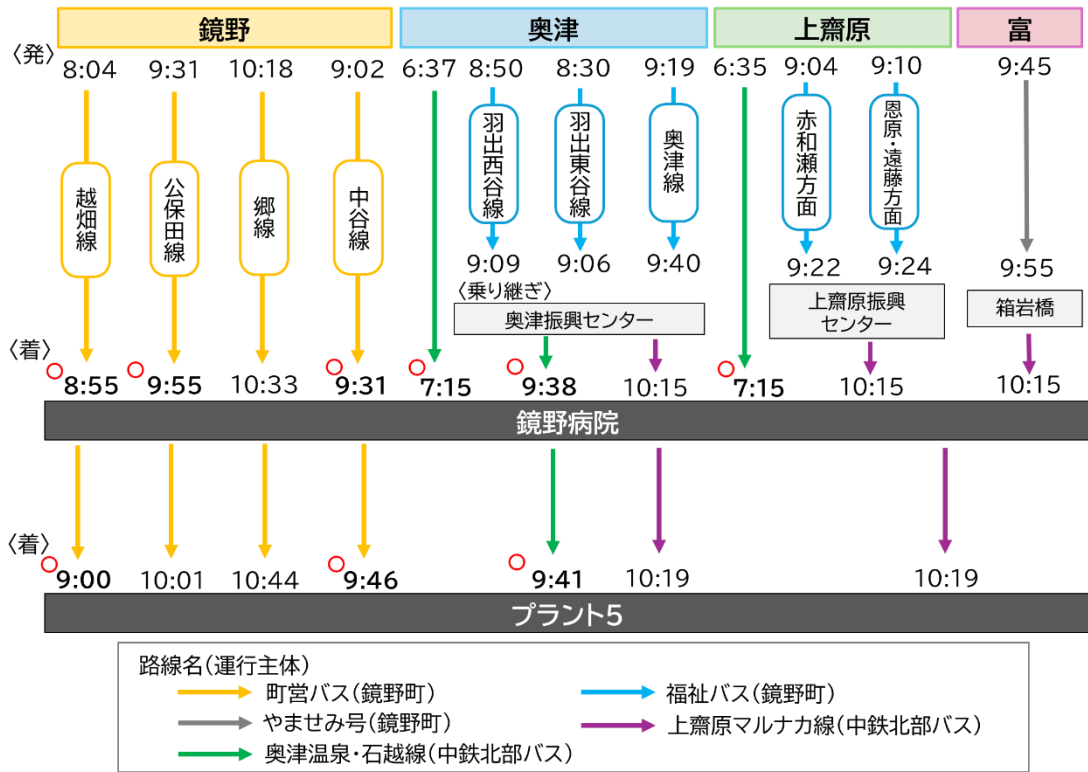 鏡野 奥津 上齋原 富
〈発〉
8:04 9:31 10:18 9:02 6:37 8:50 8:30 9:19 6:35 9:04 9:10 9:45
越畑線
公保田線
郷線
中谷線
羽出西谷線
羽出東谷線
奥津線
赤和瀬方面
恩原・遠藤方面
9:09 9:06 9:40 9:22 9:24 9:55
〈乗り継ぎ〉
奥津振興センター
上齋原振興
センター
箱岩橋
〈着〉
8:55 9:55 10:33 9:31 7:15 9:38 10:15 7:15 10:15 10:15
鏡野病院
〈着〉
9:00 10:01 10:44 9:46 9:41 10:19 10:19
プラント5
路線名(運行主体)
町営バス(鏡野町) 福祉バス(鏡野町)
やませみ号(鏡野町) 上齋原マルナカ線(中鉄北部バス)
奥津温泉・石越線(中鉄北部バス)